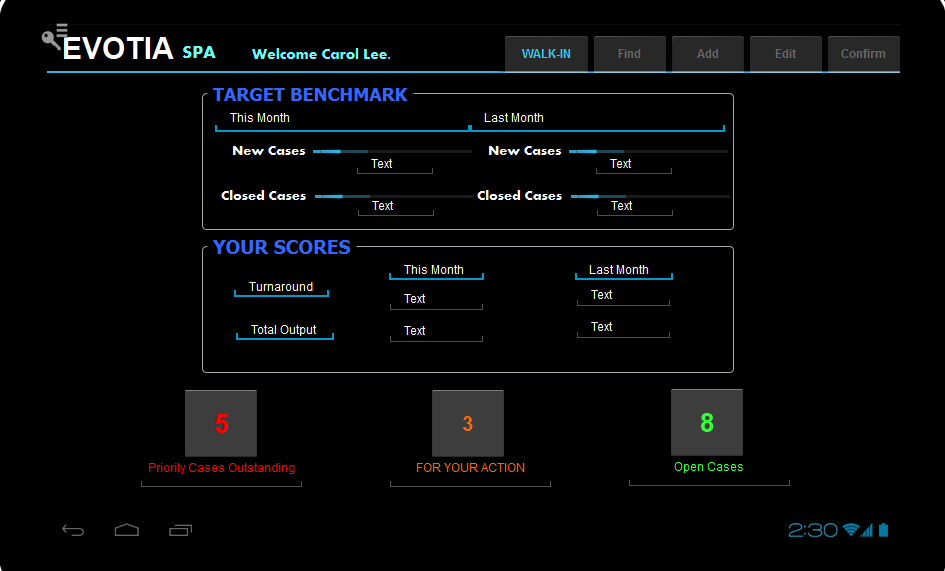 EVOTIA SPA Welcome Carol Lee. WALK-IN Find Add Edit Confirm
TARGET BENCHMARK
This Month Last Month
New Cases New Cases
Text Text
Closed Cases Closed Cases
Text Text
YOUR SCORES
This Month Last Month
Turnaround
Text Text
Total Output
Text Text
5 3 8
Priority Cases Outstanding FOR YOUR ACTION Open Cases
2:30